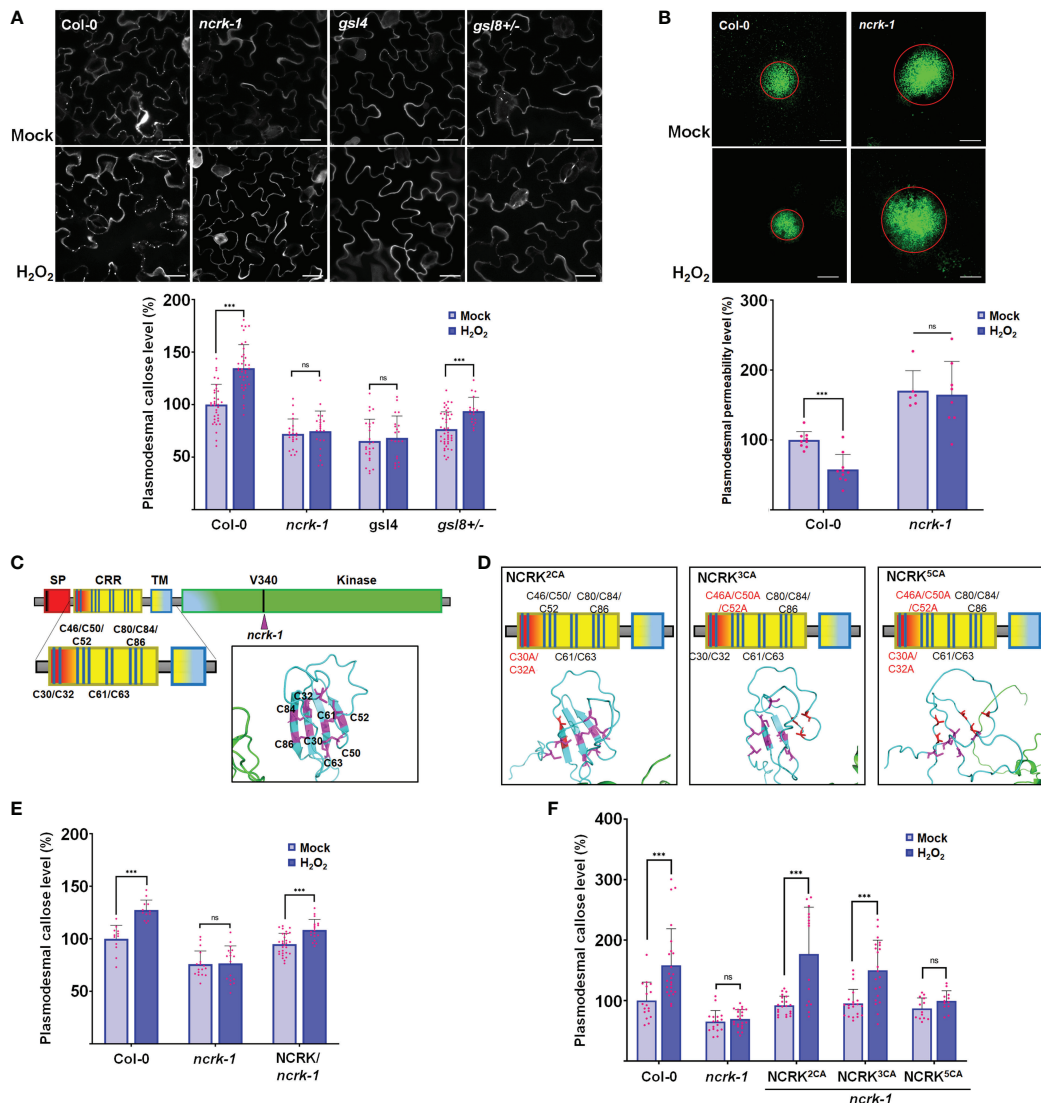 A
Col-0
ncrk-1
gsl4
gsl8+/-
Mock
H₂O₂
Plasmodesmal callose level (%)
200
150
100
50
***
ns
ns
***
Mock
H₂O₂
Col-0
ncrk-1
gsl4
gsl8+/-
B
Col-0
ncrk-1
Mock
H₂O₂
Plasmodesmal permeability level (%)
300
200
100
***
ns
Mock
H₂O₂
Col-0
ncrk-1
C
SP
CRR
TM
V340
Kinase
ncrk-1
C46/C50/
C52
C80/C84/
C86
C30/C32
C61/C63
C32
C84
C61
C52
C86
C30
C50
C63
D
NCRK²ᶜᴬ
C46/C50/
C52
C80/C84/
C86
C30A/
C32A
C61/C63
NCRK³ᶜᴬ
C46A/C50A
/C52A
C80/C84/
C86
C30/C32
C61/C63
NCRK⁵ᶜᴬ
C46A/C50A
/C52A
C80/C84/
C86
C30A/
C32A
C61/C63
E
Plasmodesmal callose level (%)
200
150
100
50
***
ns
***
Mock
H₂O₂
Col-0
ncrk-1
NCRK/
ncrk-1
F
Plasmodesmal callose level (%)
400
300
200
100
***
ns
***
***
ns
Mock
H₂O₂
Col-0
ncrk-1
NCRK²ᶜᴬ
NCRK³ᶜᴬ
NCRK⁵ᶜᴬ
ncrk-1